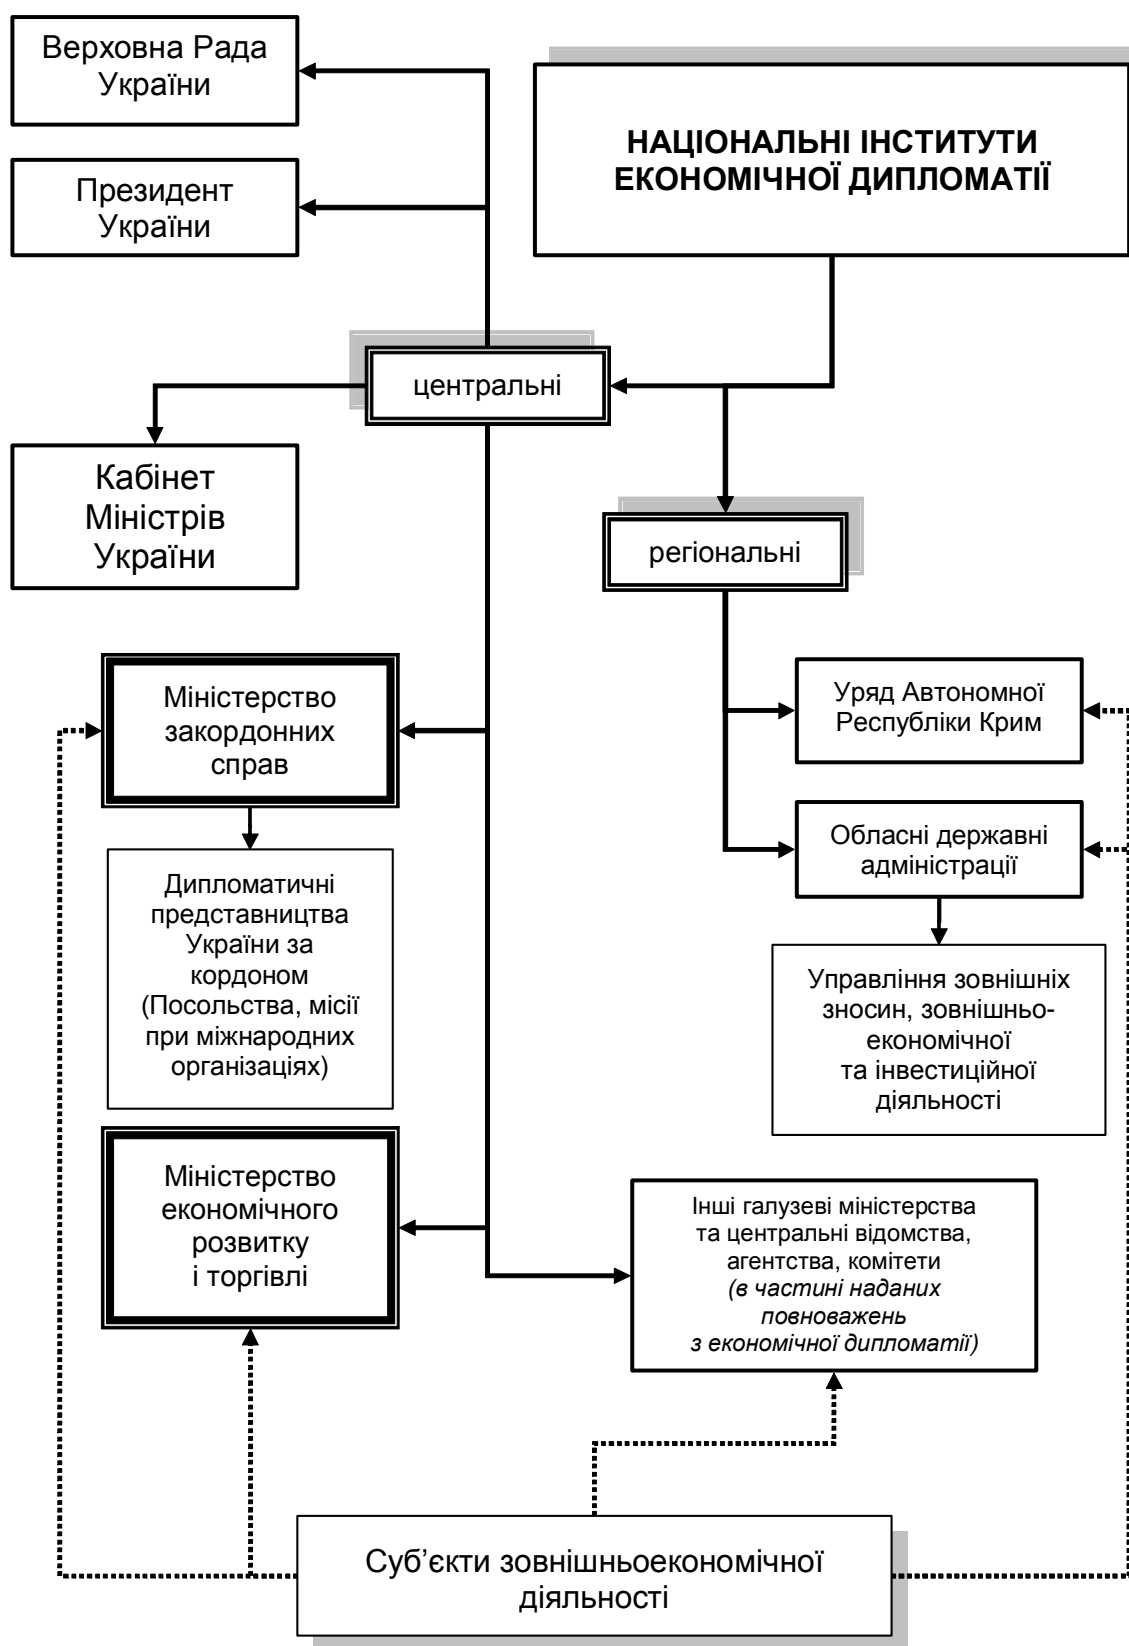 Верховна Рада
України
НАЦІОНАЛЬНІ ІНСТИТУТИ
ЕКОНОМІЧНОЇ ДИПЛОМАТІЇ
Президент
України
центральні
Кабінет
Міністрів
України
регіональні
Міністерство
закордонних
справ
Уряд Автономної
Республіки Крим
Обласні державні
адміністрації
Дипломатичні
представництва
України за
кордоном
(Посольства, місії
при міжнародних
організаціях)
Управління зовнішніх
зносин, зовнішньо-
економічної
та інвестиційної
діяльності
Міністерство
економічного
розвитку
і торгівлі
Інші галузеві міністерства
та центральні відомства,
агентства, комітети
(в частині наданих
повноважень
з економічної дипломатії)
Суб’єкти зовнішньоекономічної
діяльності